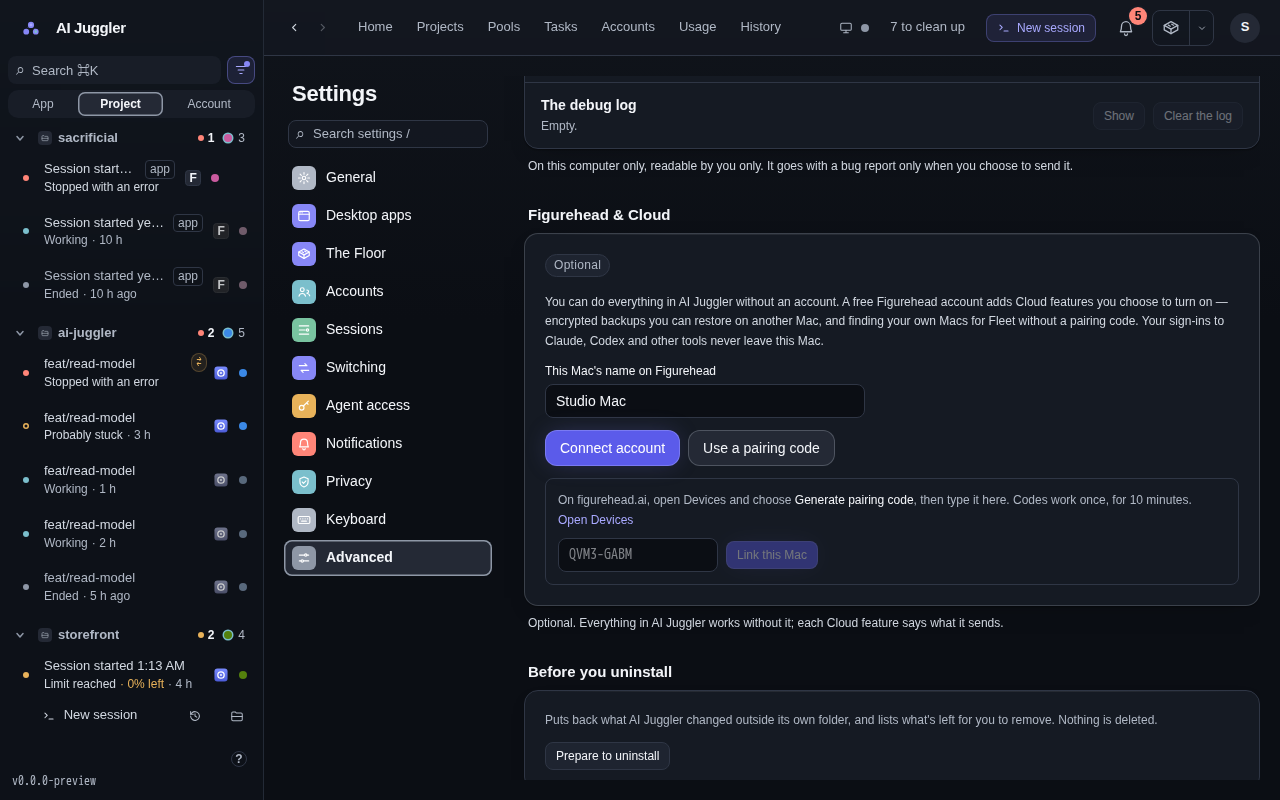 AI Juggler
Search ⌘K
App Project Account
sacrificial 1 3
Session start… app F
Stopped with an error
Session started ye… app F
Working · 10 h
Session started ye… app F
Ended · 10 h ago
ai-juggler 2 5
feat/read-model
Stopped with an error
feat/read-model
Probably stuck · 3 h
feat/read-model
Working · 1 h
feat/read-model
Working · 2 h
feat/read-model
Ended · 5 h ago
storefront 2 4
Session started 1:13 AM
Limit reached · 0% left · 4 h
New session
?
v0.0.0-preview
Home Projects Pools Tasks Accounts Usage History
7 to clean up
New session
5
S
Settings
Search settings /
General
Desktop apps
The Floor
Accounts
Sessions
Switching
Agent access
Notifications
Privacy
Keyboard
Advanced
The debug log
Empty.
Show Clear the log
On this computer only, readable by you only. It goes with a bug report only when you choose to send it.
Figurehead & Cloud
Optional
You can do everything in AI Juggler without an account. A free Figurehead account adds Cloud features you choose to turn on —
encrypted backups you can restore on another Mac, and finding your own Macs for Fleet without a pairing code. Your sign-ins to
Claude, Codex and other tools never leave this Mac.
This Mac's name on Figurehead
Studio Mac
Connect account Use a pairing code
On figurehead.ai, open Devices and choose Generate pairing code, then type it here. Codes work once, for 10 minutes.
Open Devices
QVM3-GABM Link this Mac
Optional. Everything in AI Juggler works without it; each Cloud feature says what it sends.
Before you uninstall
Puts back what AI Juggler changed outside its own folder, and lists what's left for you to remove. Nothing is deleted.
Prepare to uninstall